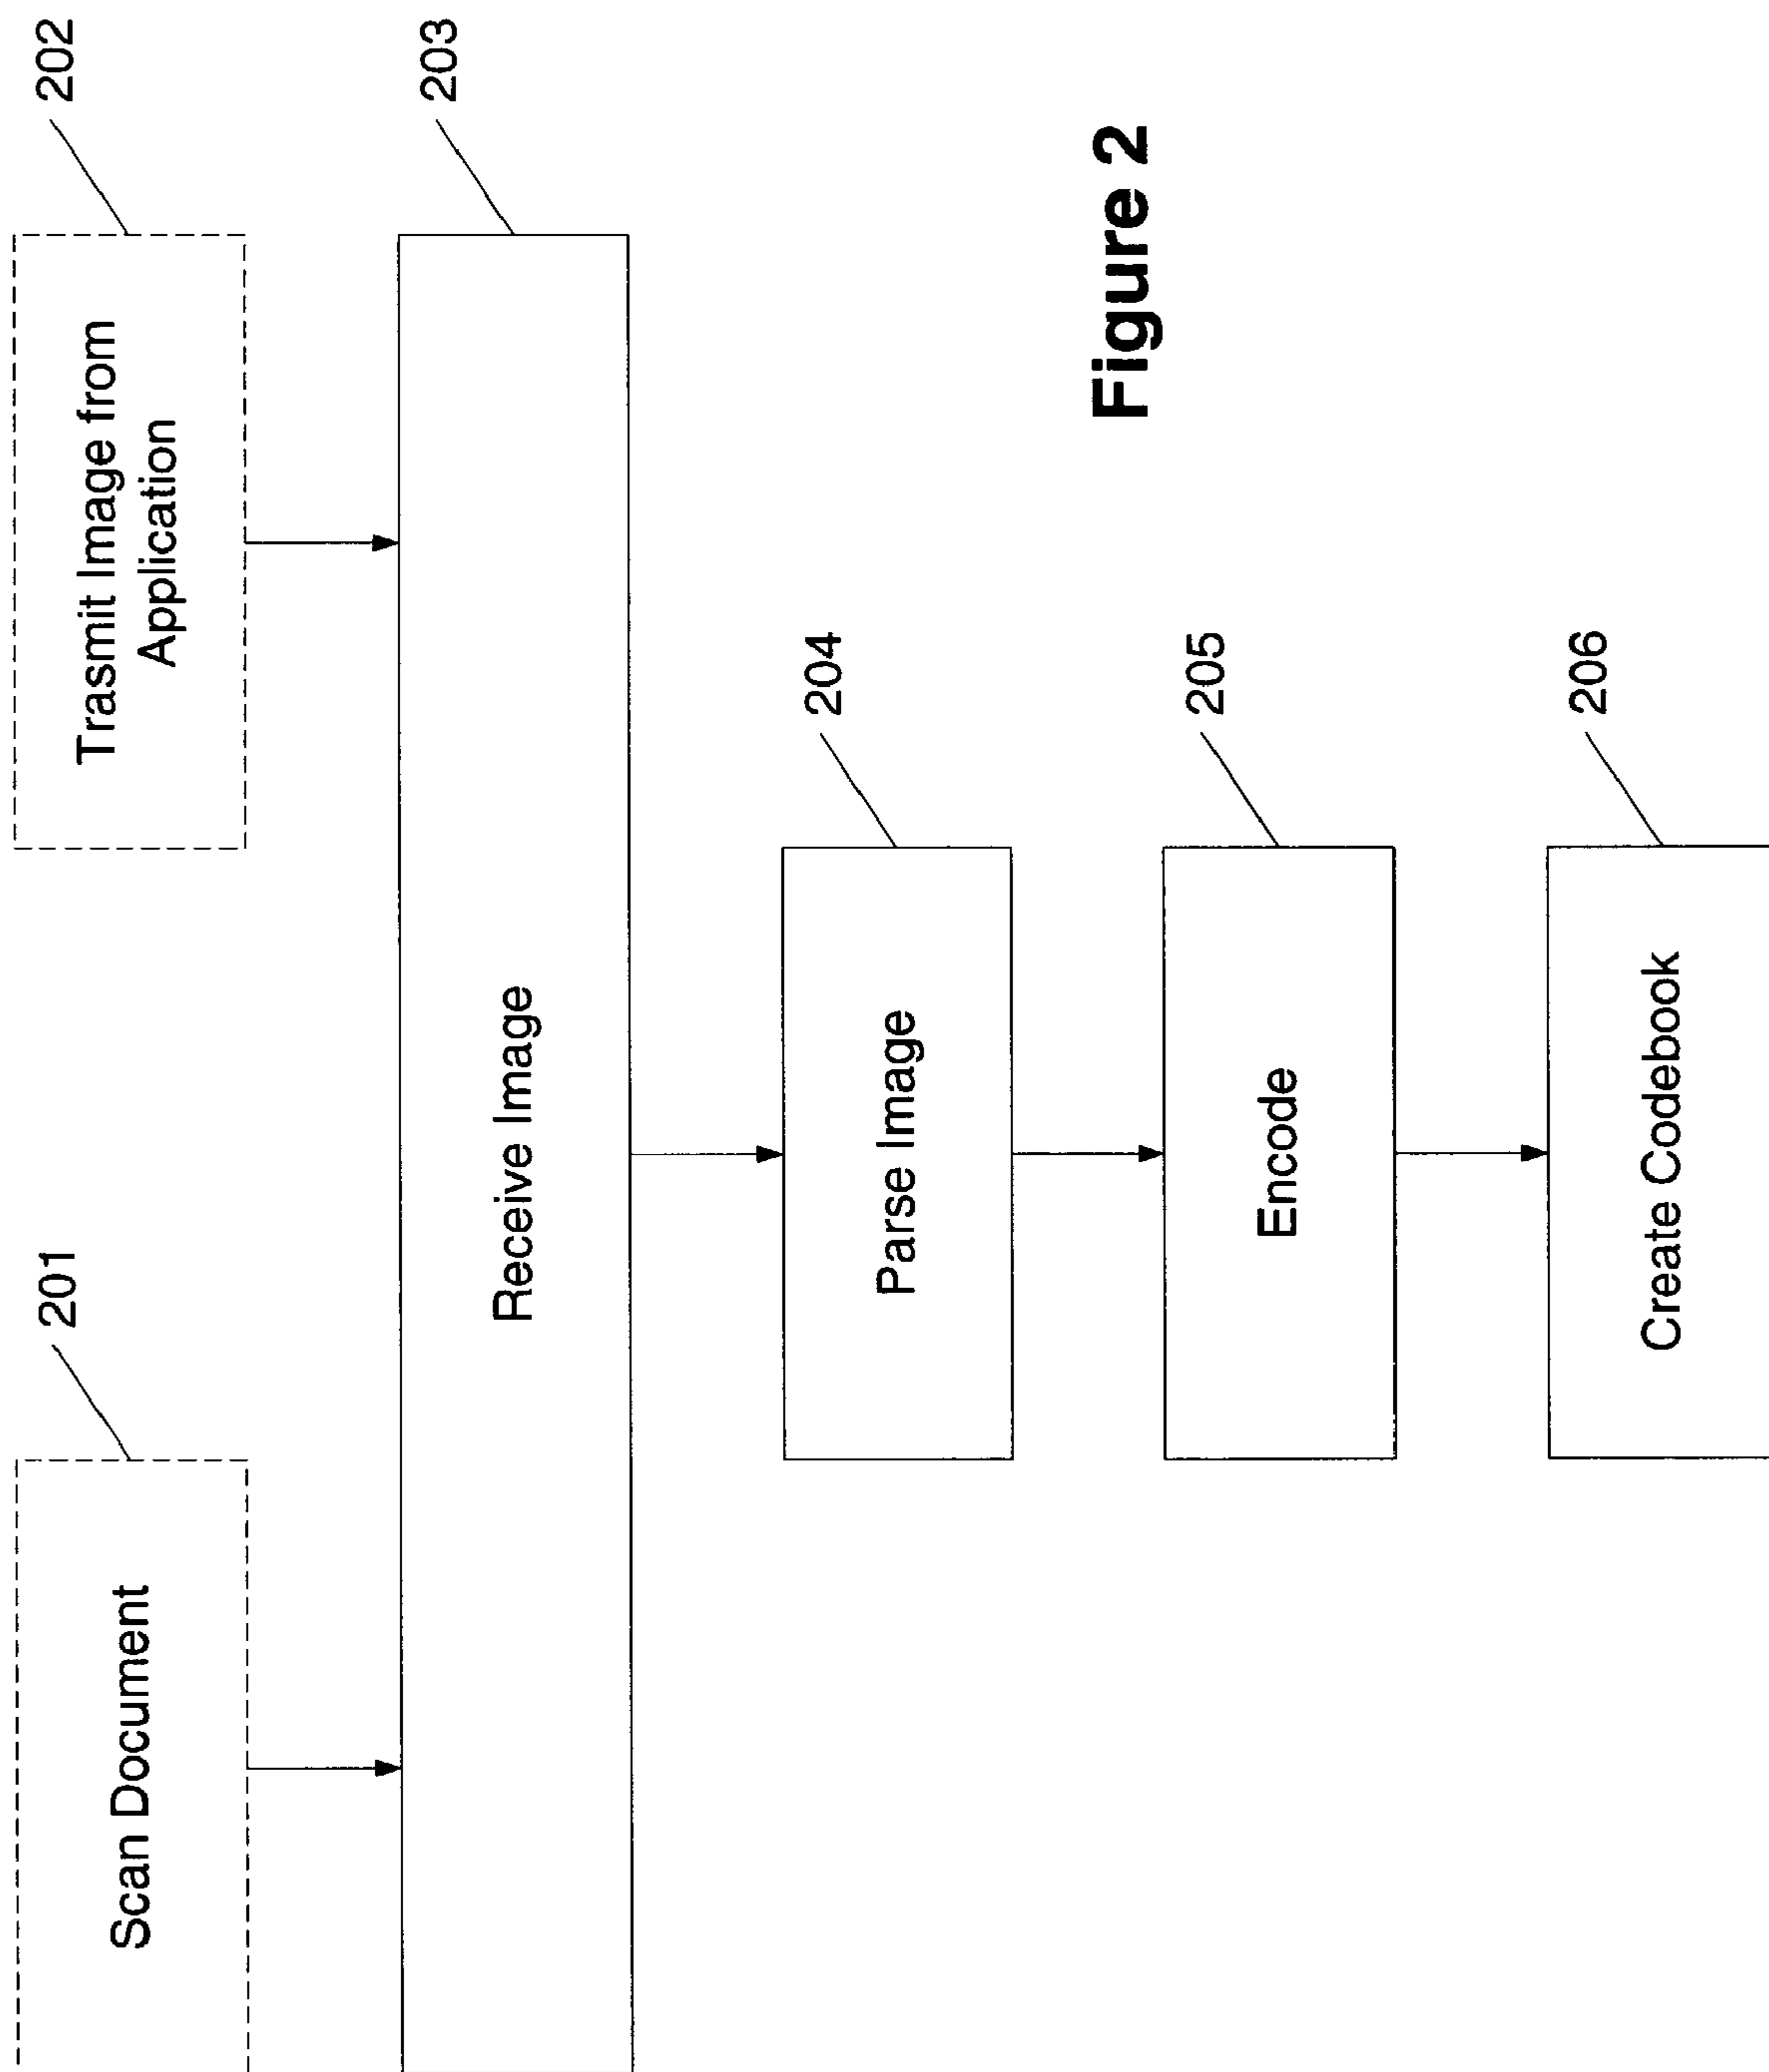 201
Scan Document
202
Trasmit Image from
Application
203
Receive Image
204
Parse Image
205
Encode
206
Create Codebook
Figure 2